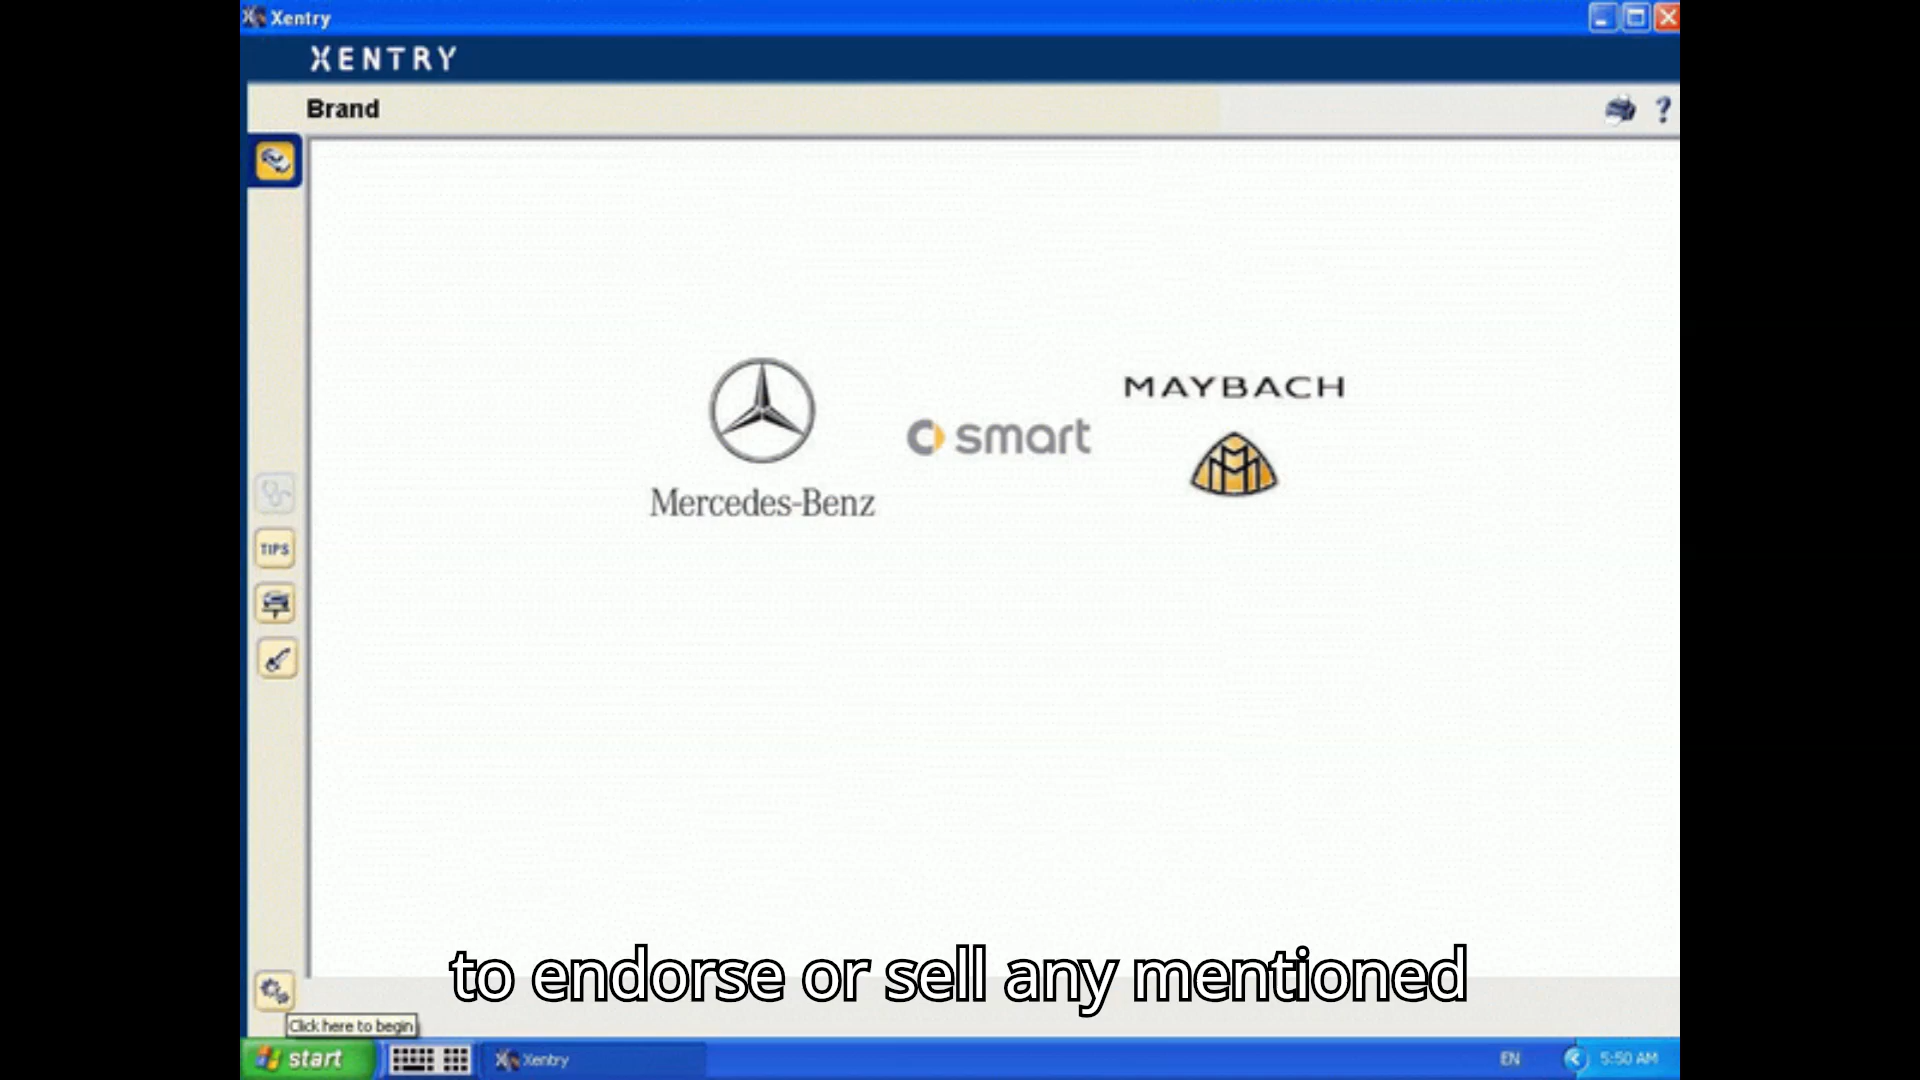 Xentry
XENTRY
Brand
?
MAYBACH
smart
Mercedes-Benz
TIPS
to endorse or sell any mentioned
Click here to begin
start
Xentry
EN
5:50 AM